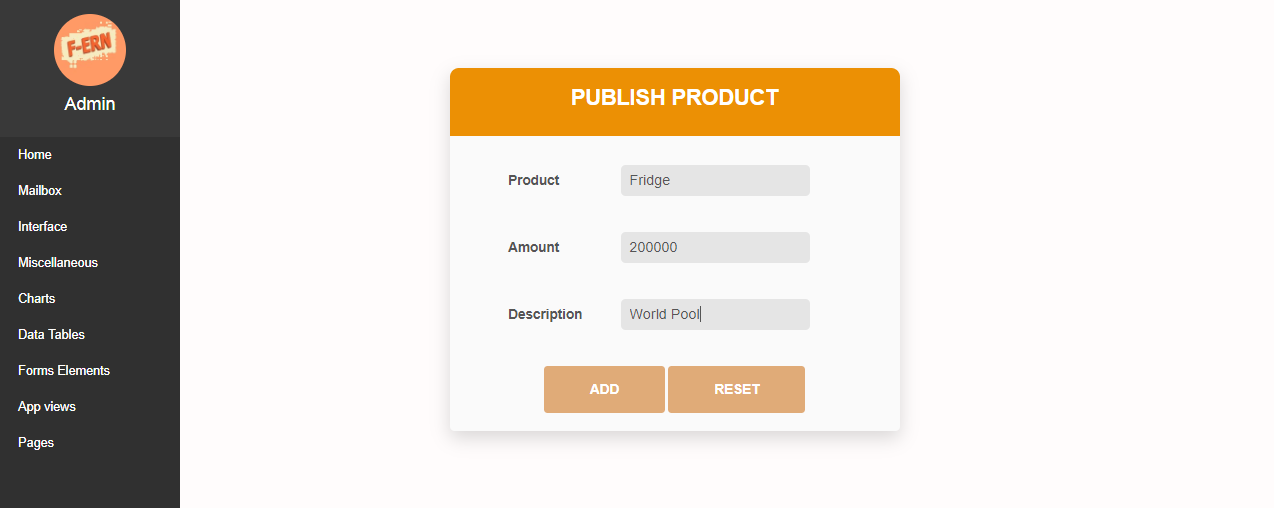 F-ERN
Admin
Home
Mailbox
Interface
Miscellaneous
Charts
Data Tables
Forms Elements
App views
Pages
PUBLISH PRODUCT
Product Fridge
Amount 200000
Description World Pool
ADD RESET